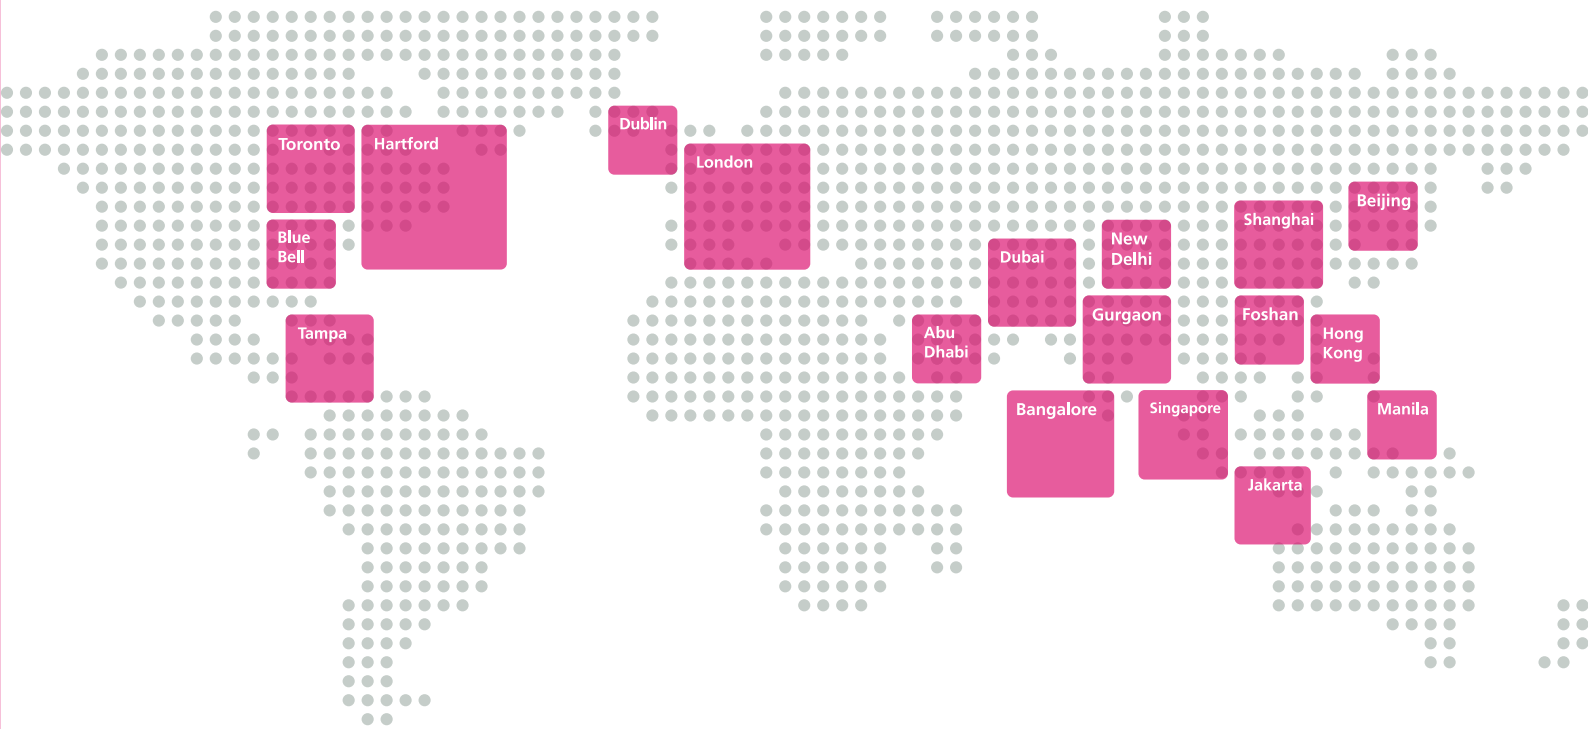 Toronto
Hartford
Blue
Bell
Tampa
Dublin
London
Abu
Dhabi
Dubai
New
Delhi
Gurgaon
Bangalore
Singapore
Shanghai
Beijing
Foshan
Hong
Kong
Manila
Jakarta